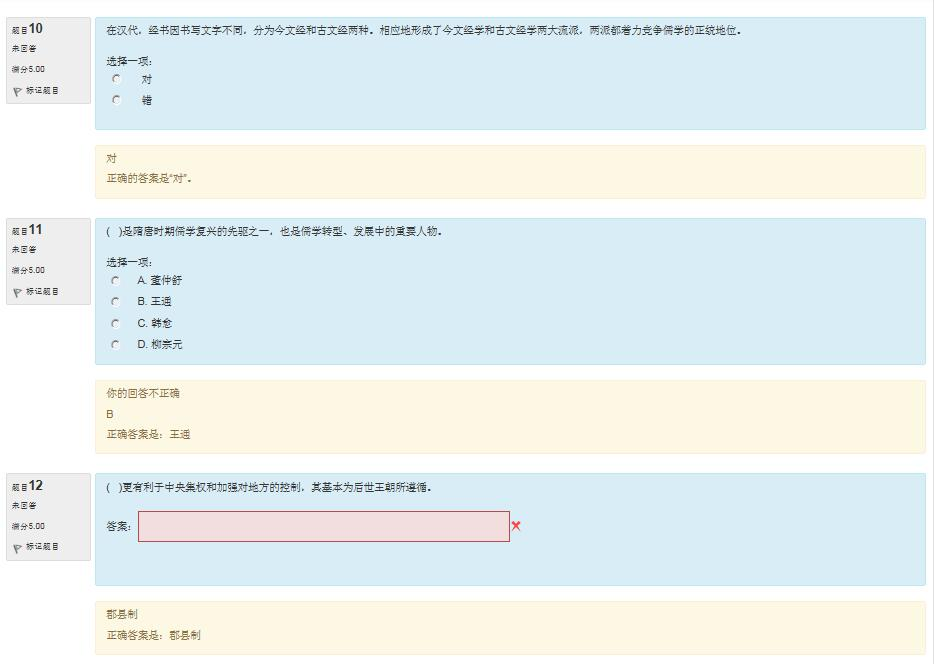 题目10
未回答
满分5.00
标记题目
在汉代，经书因书写文字不同，分为今文经和古文经两种。相应地形成了今文经学和古文经学两大流派，两派都着力竞争儒学的正统地位。
选择一项：
对
错
对
正确的答案是“对”。
题目11
未回答
满分5.00
标记题目
( )是隋唐时期儒学复兴的先驱之一，也是儒学转型、发展中的重要人物。
选择一项：
A. 董仲舒
B. 王通
C. 韩愈
D. 柳宗元
你的回答不正确
B
正确答案是：王通
题目12
未回答
满分5.00
标记题目
( )更有利于中央集权和加强对地方的控制，其基本为后世王朝所遵循。
答案：
郡县制
正确答案是：郡县制